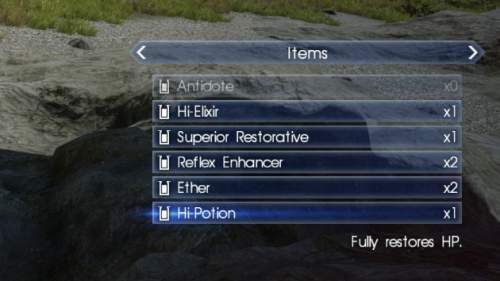 Items
Antidote x0
Hi-Elixir x1
Superior Restorative x1
Reflex Enhancer x2
Ether x2
Hi-Potion x1
Fully restores HP.